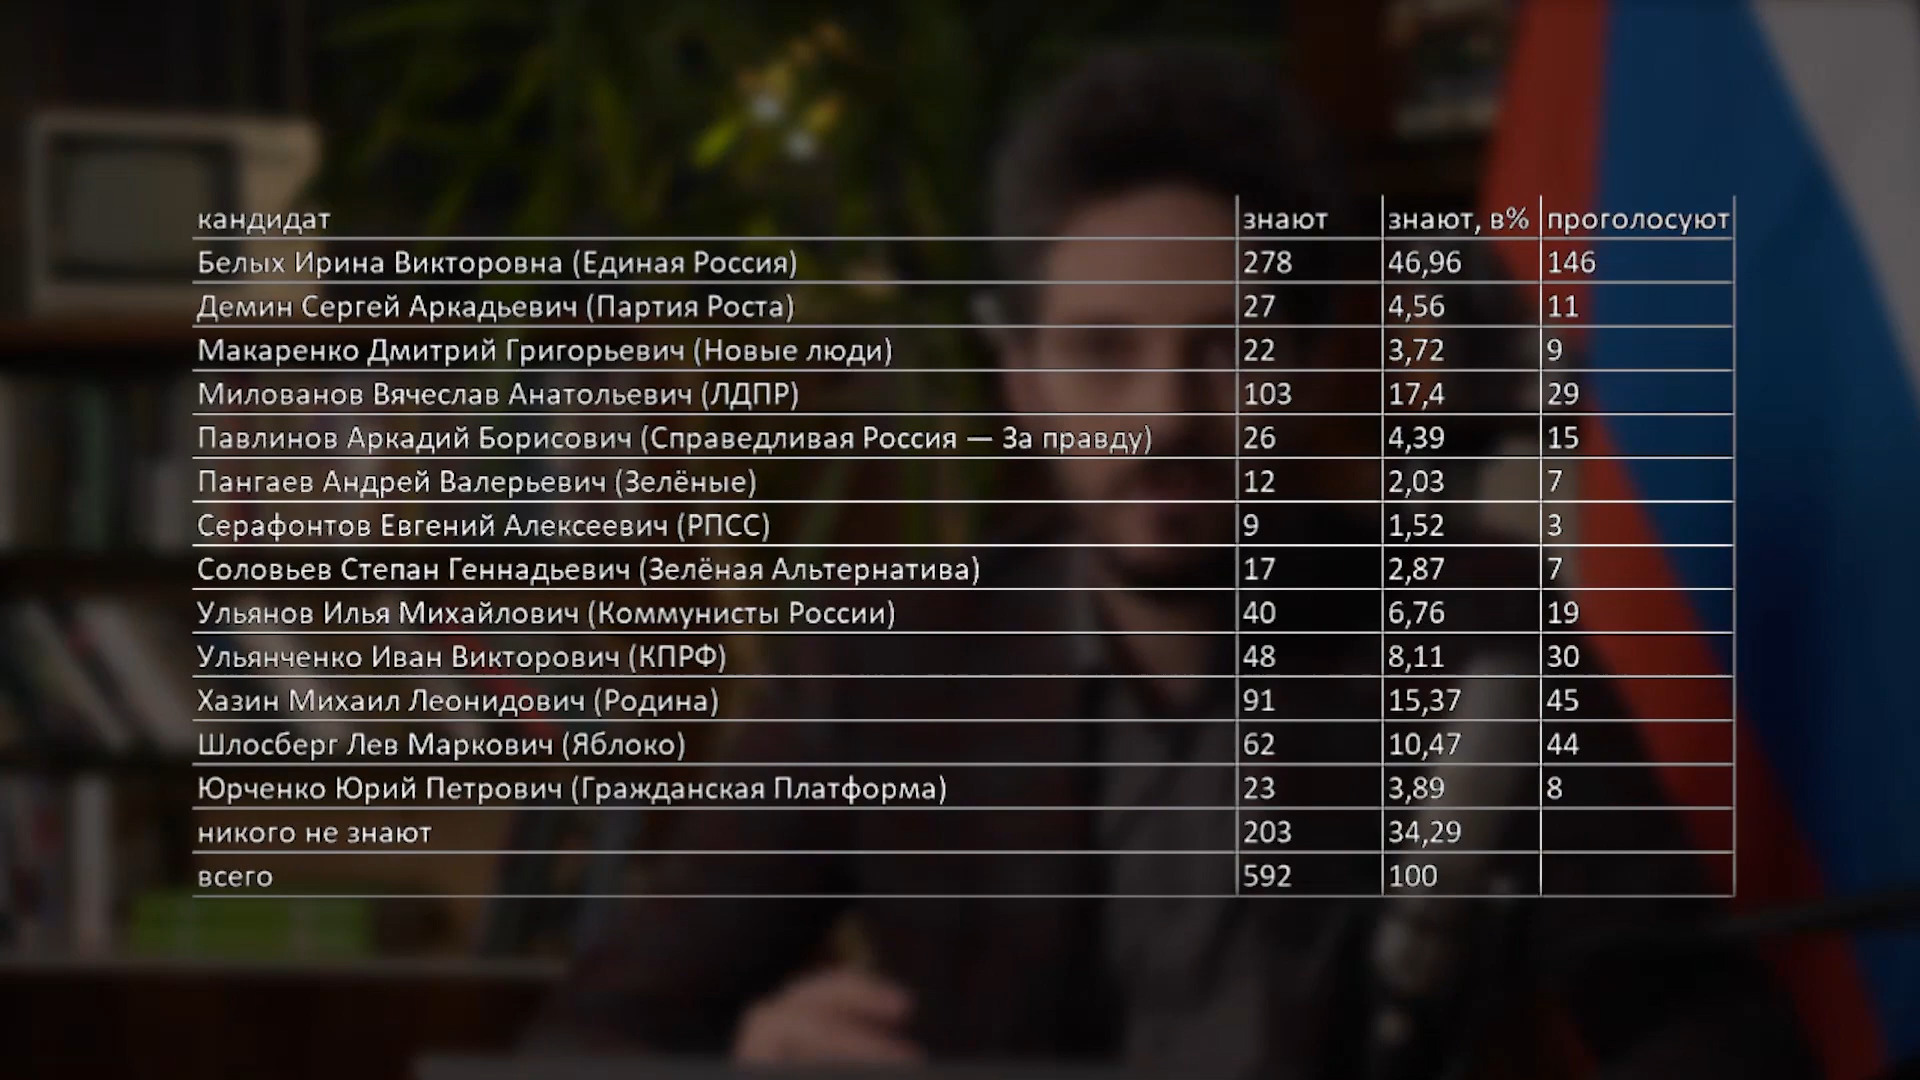 кандидат знают знают, в% проголосуют
Белых Ирина Викторовна (Единая Россия) 278 46,96 146
Демин Сергей Аркадьевич (Партия Роста) 27 4,56 11
Макаренко Дмитрий Григорьевич (Новые люди) 22 3,72 9
Милованов Вячеслав Анатольевич (ЛДПР) 103 17,4 29
Павлинов Аркадий Борисович (Справедливая Россия — За правду) 26 4,39 15
Пангаев Андрей Валерьевич (Зелёные) 12 2,03 7
Серафонтов Евгений Алексеевич (РПСС) 9 1,52 3
Соловьев Степан Геннадьевич (Зелёная Альтернатива) 17 2,87 7
Ульянов Илья Михайлович (Коммунисты России) 40 6,76 19
Ульянченко Иван Викторович (КПРФ) 48 8,11 30
Хазин Михаил Леонидович (Родина) 91 15,37 45
Шлосберг Лев Маркович (Яблоко) 62 10,47 44
Юрченко Юрий Петрович (Гражданская Платформа) 23 3,89 8
никого не знают 203 34,29
всего 592 100